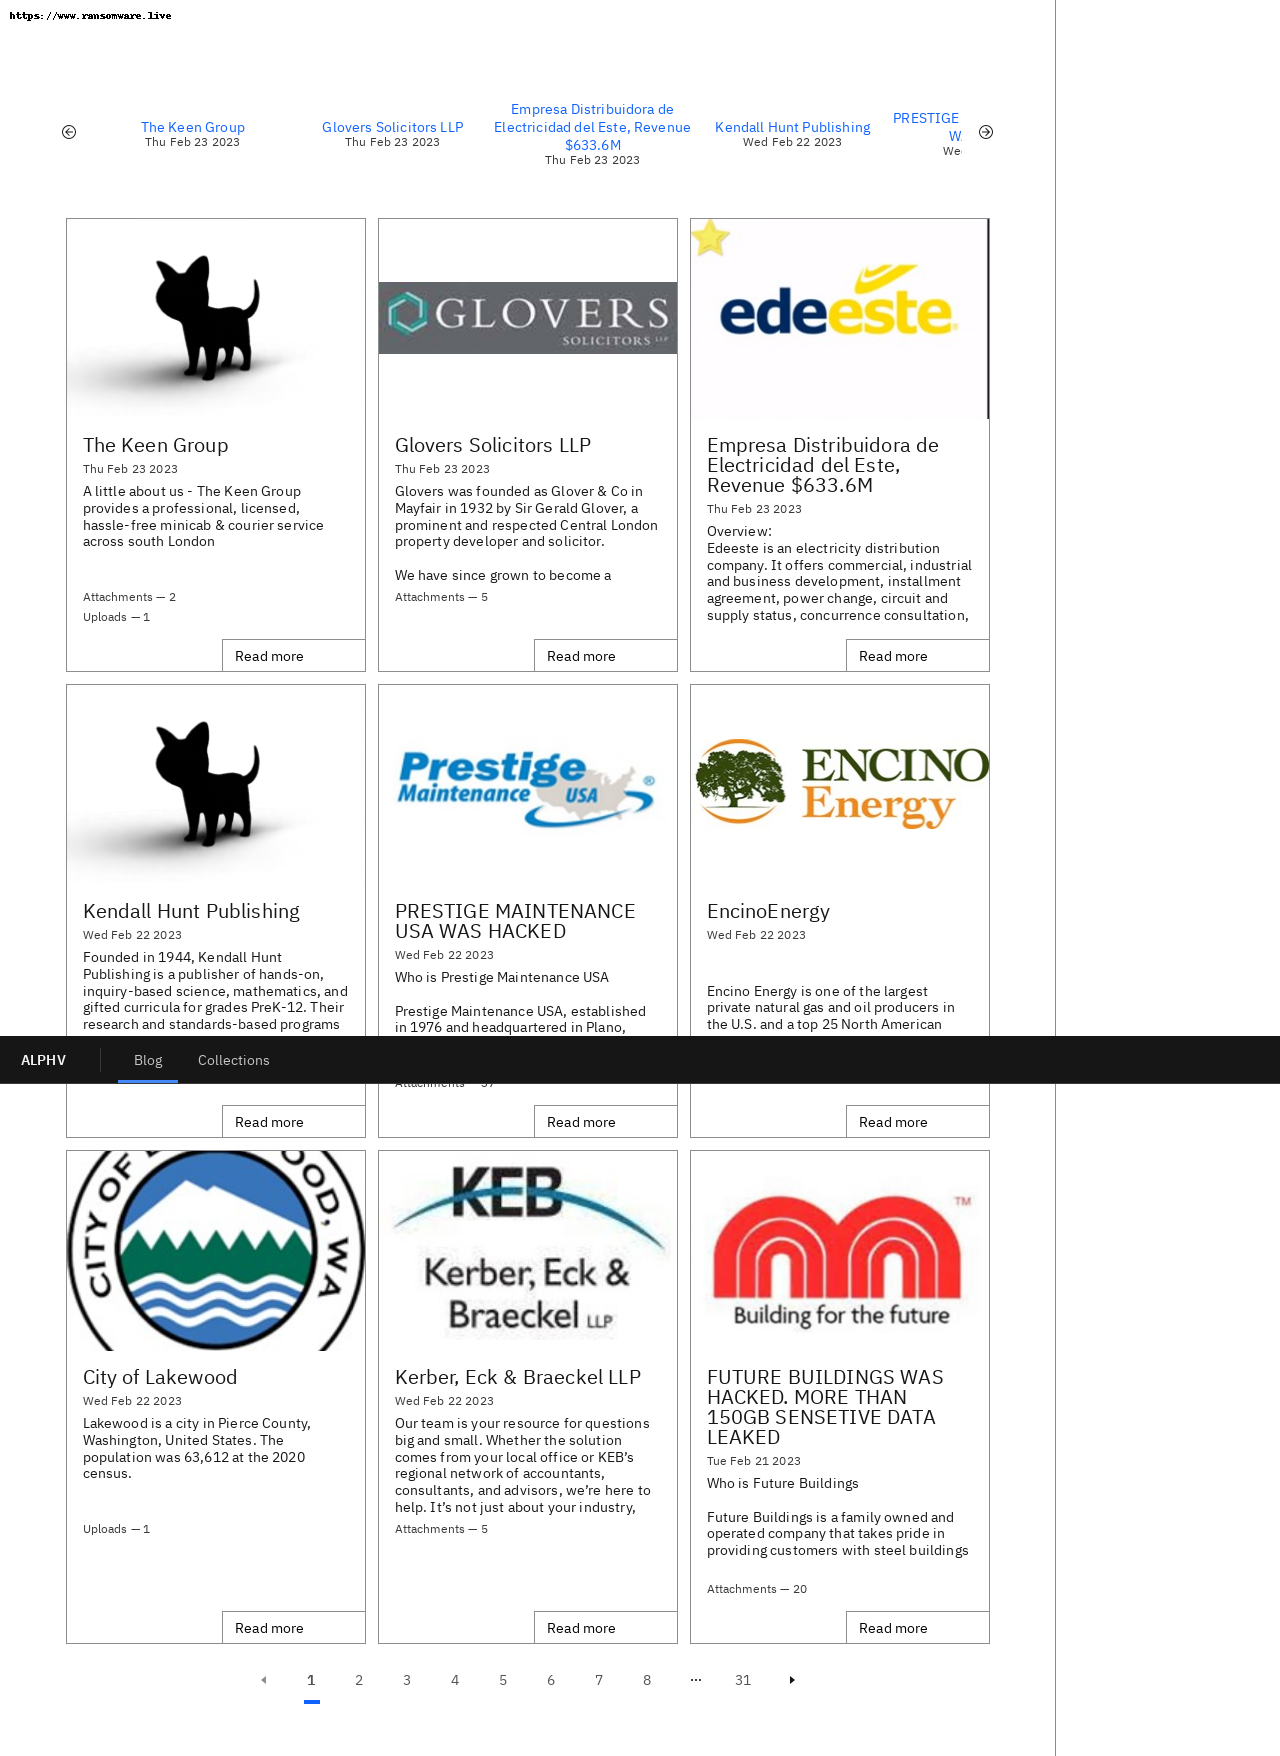 https://www.ransomware.live
The Keen Group
Thu Feb 23 2023
Glovers Solicitors LLP
Thu Feb 23 2023
Empresa Distribuidora de
Electricidad del Este, Revenue
$633.6M
Thu Feb 23 2023
Kendall Hunt Publishing
Wed Feb 22 2023
PRESTIGE
GLOVERS
SOLICITORS LLP
edeeste
The Keen Group
Thu Feb 23 2023
A little about us - The Keen Group
provides a professional, licensed,
hassle-free minicab & courier service
across south London
Attachments — 2
Uploads — 1
Read more
Glovers Solicitors LLP
Thu Feb 23 2023
Glovers was founded as Glover & Co in
Mayfair in 1932 by Sir Gerald Glover, a
prominent and respected Central London
property developer and solicitor.
We have since grown to become a
Attachments — 5
Read more
Empresa Distribuidora de
Electricidad del Este,
Revenue $633.6M
Thu Feb 23 2023
Overview:
Edeeste is an electricity distribution
company. It offers commercial, industrial
and business development, installment
agreement, power change, circuit and
supply status, concurrence consultation,
Read more
Prestige
Maintenance USA ®
ENCINO
Energy
Kendall Hunt Publishing
Wed Feb 22 2023
Founded in 1944, Kendall Hunt
Publishing is a publisher of hands-on,
inquiry-based science, mathematics, and
gifted curricula for grades PreK-12. Their
research and standards-based programs
Read more
PRESTIGE MAINTENANCE
USA WAS HACKED
Wed Feb 22 2023
Who is Prestige Maintenance USA
Prestige Maintenance USA, established
in 1976 and headquartered in Plano,
Read more
EncinoEnergy
Wed Feb 22 2023
Encino Energy is one of the largest
private natural gas and oil producers in
the U.S. and a top 25 North American
Read more
ALPHV
Blog
Collections
CITY OF
WA
KEB
Kerber, Eck &
Braeckel LLP
TM
Building for the future
City of Lakewood
Wed Feb 22 2023
Lakewood is a city in Pierce County,
Washington, United States. The
population was 63,612 at the 2020
census.
Uploads — 1
Read more
Kerber, Eck & Braeckel LLP
Wed Feb 22 2023
Our team is your resource for questions
big and small. Whether the solution
comes from your local office or KEB’s
regional network of accountants,
consultants, and advisors, we’re here to
help. It’s not just about your industry,
Attachments — 5
Read more
FUTURE BUILDINGS WAS
HACKED. MORE THAN
150GB SENSETIVE DATA
LEAKED
Tue Feb 21 2023
Who is Future Buildings
Future Buildings is a family owned and
operated company that takes pride in
providing customers with steel buildings
Attachments — 20
Read more
1 2 3 4 5 6 7 8 ... 31